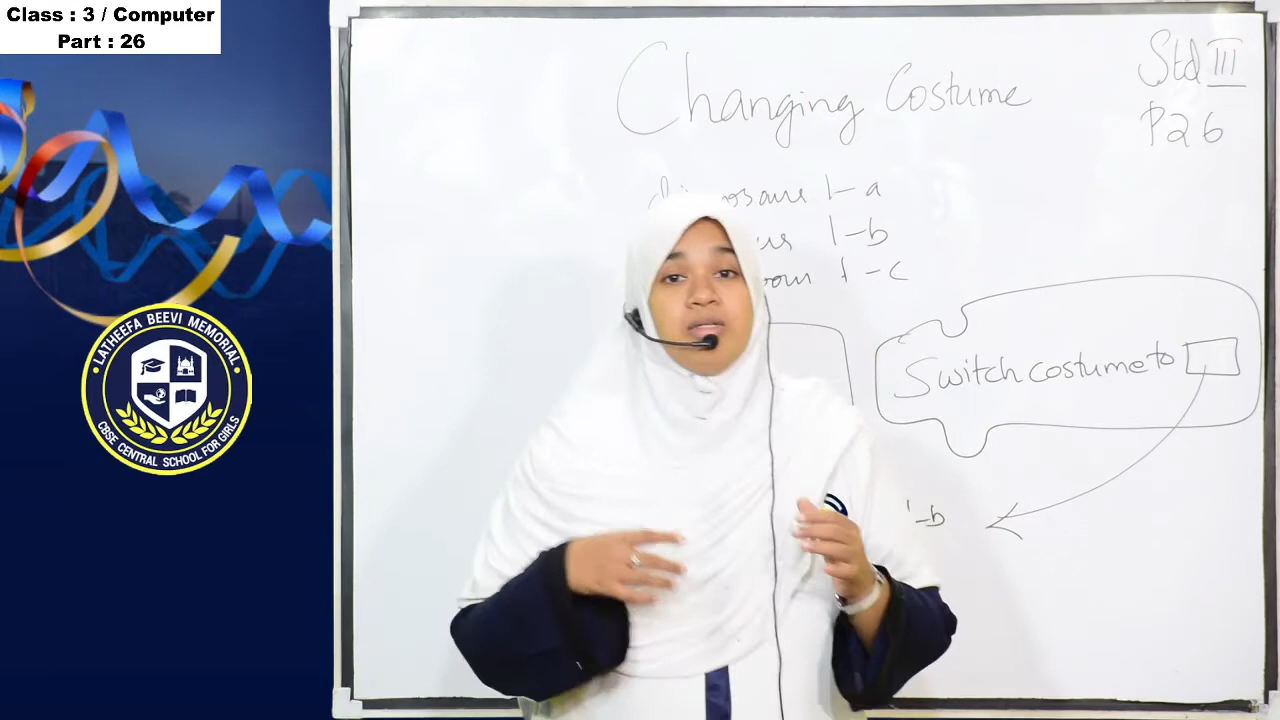 Class : 3 / Computer
Part : 26
Changing Costume
Std III
P26
1-a
1-b
1-c
Switch costume to
-b
LATHEEFA BEEVI MEMORIAL
CBSE CENTRAL SCHOOL FOR GIRLS